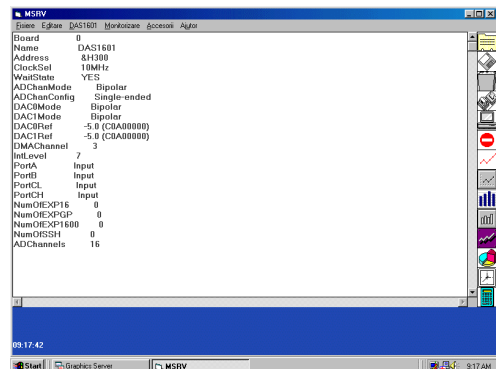 MSRV
Fisiere Editare DAS1601 Monitorizare Accesorii Ajutor
Board 0
Name DAS1601
Address &H300
ClockSel 10MHz
WaitState YES
ADChanMode Bipolar
ADChanConfig Single-ended
DAC0Mode Bipolar
DAC1Mode Bipolar
DAC0Ref -5.0 (C0A00000)
DAC1Ref -5.0 (C0A00000)
DMAChannel 3
IntLevel 7
PortA Input
PortB Input
PortCL Input
PortCH Input
NumOfEXP16 0
NumOfEXPGP 0
NumOfEXP1600 0
NumOfSSH 0
ADChannels 16
09:17:42
Start Graphics Server MSRV 9:17 AM